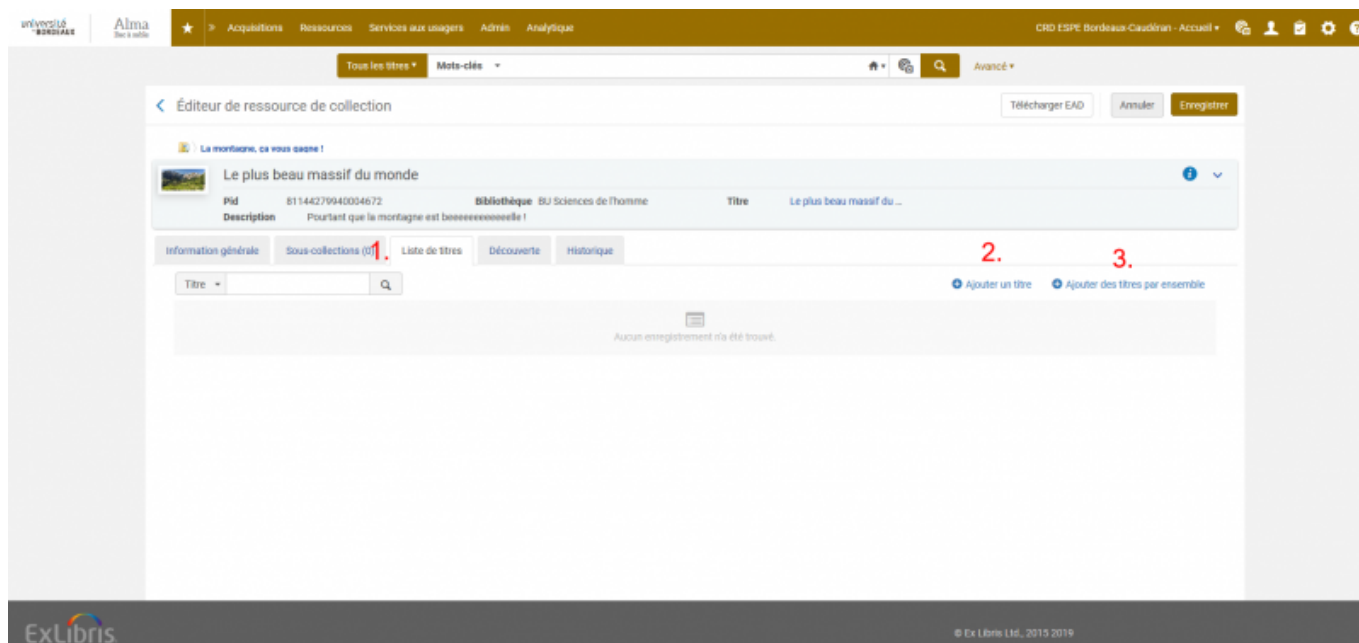 université de BORDEAUX
Alma
» Acquisitions Ressources Services aux usagers Admin Analytique
CRD ESPE Bordeaux-Caudéran - Accueil
Tous les titres Mots-clés Avancé
Éditeur de ressource de collection Télécharger EAD Annuler Enregistrer
La montagne, ça vous gagne !
Le plus beau massif du monde
Pid 81144279940004672 Bibliothèque BU Sciences de l'homme Titre Le plus beau massif du ...
Description Pourtant que la montagne est beeeeeeeeeeeelle !
Information générale Sous-collections (0) 1. Liste de titres Découverte Historique 2. 3.
Titre Ajouter un titre Ajouter des titres par ensemble
Aucun enregistrement n'a été trouvé.
ExLibris © Ex Libris Ltd., 2015 2019